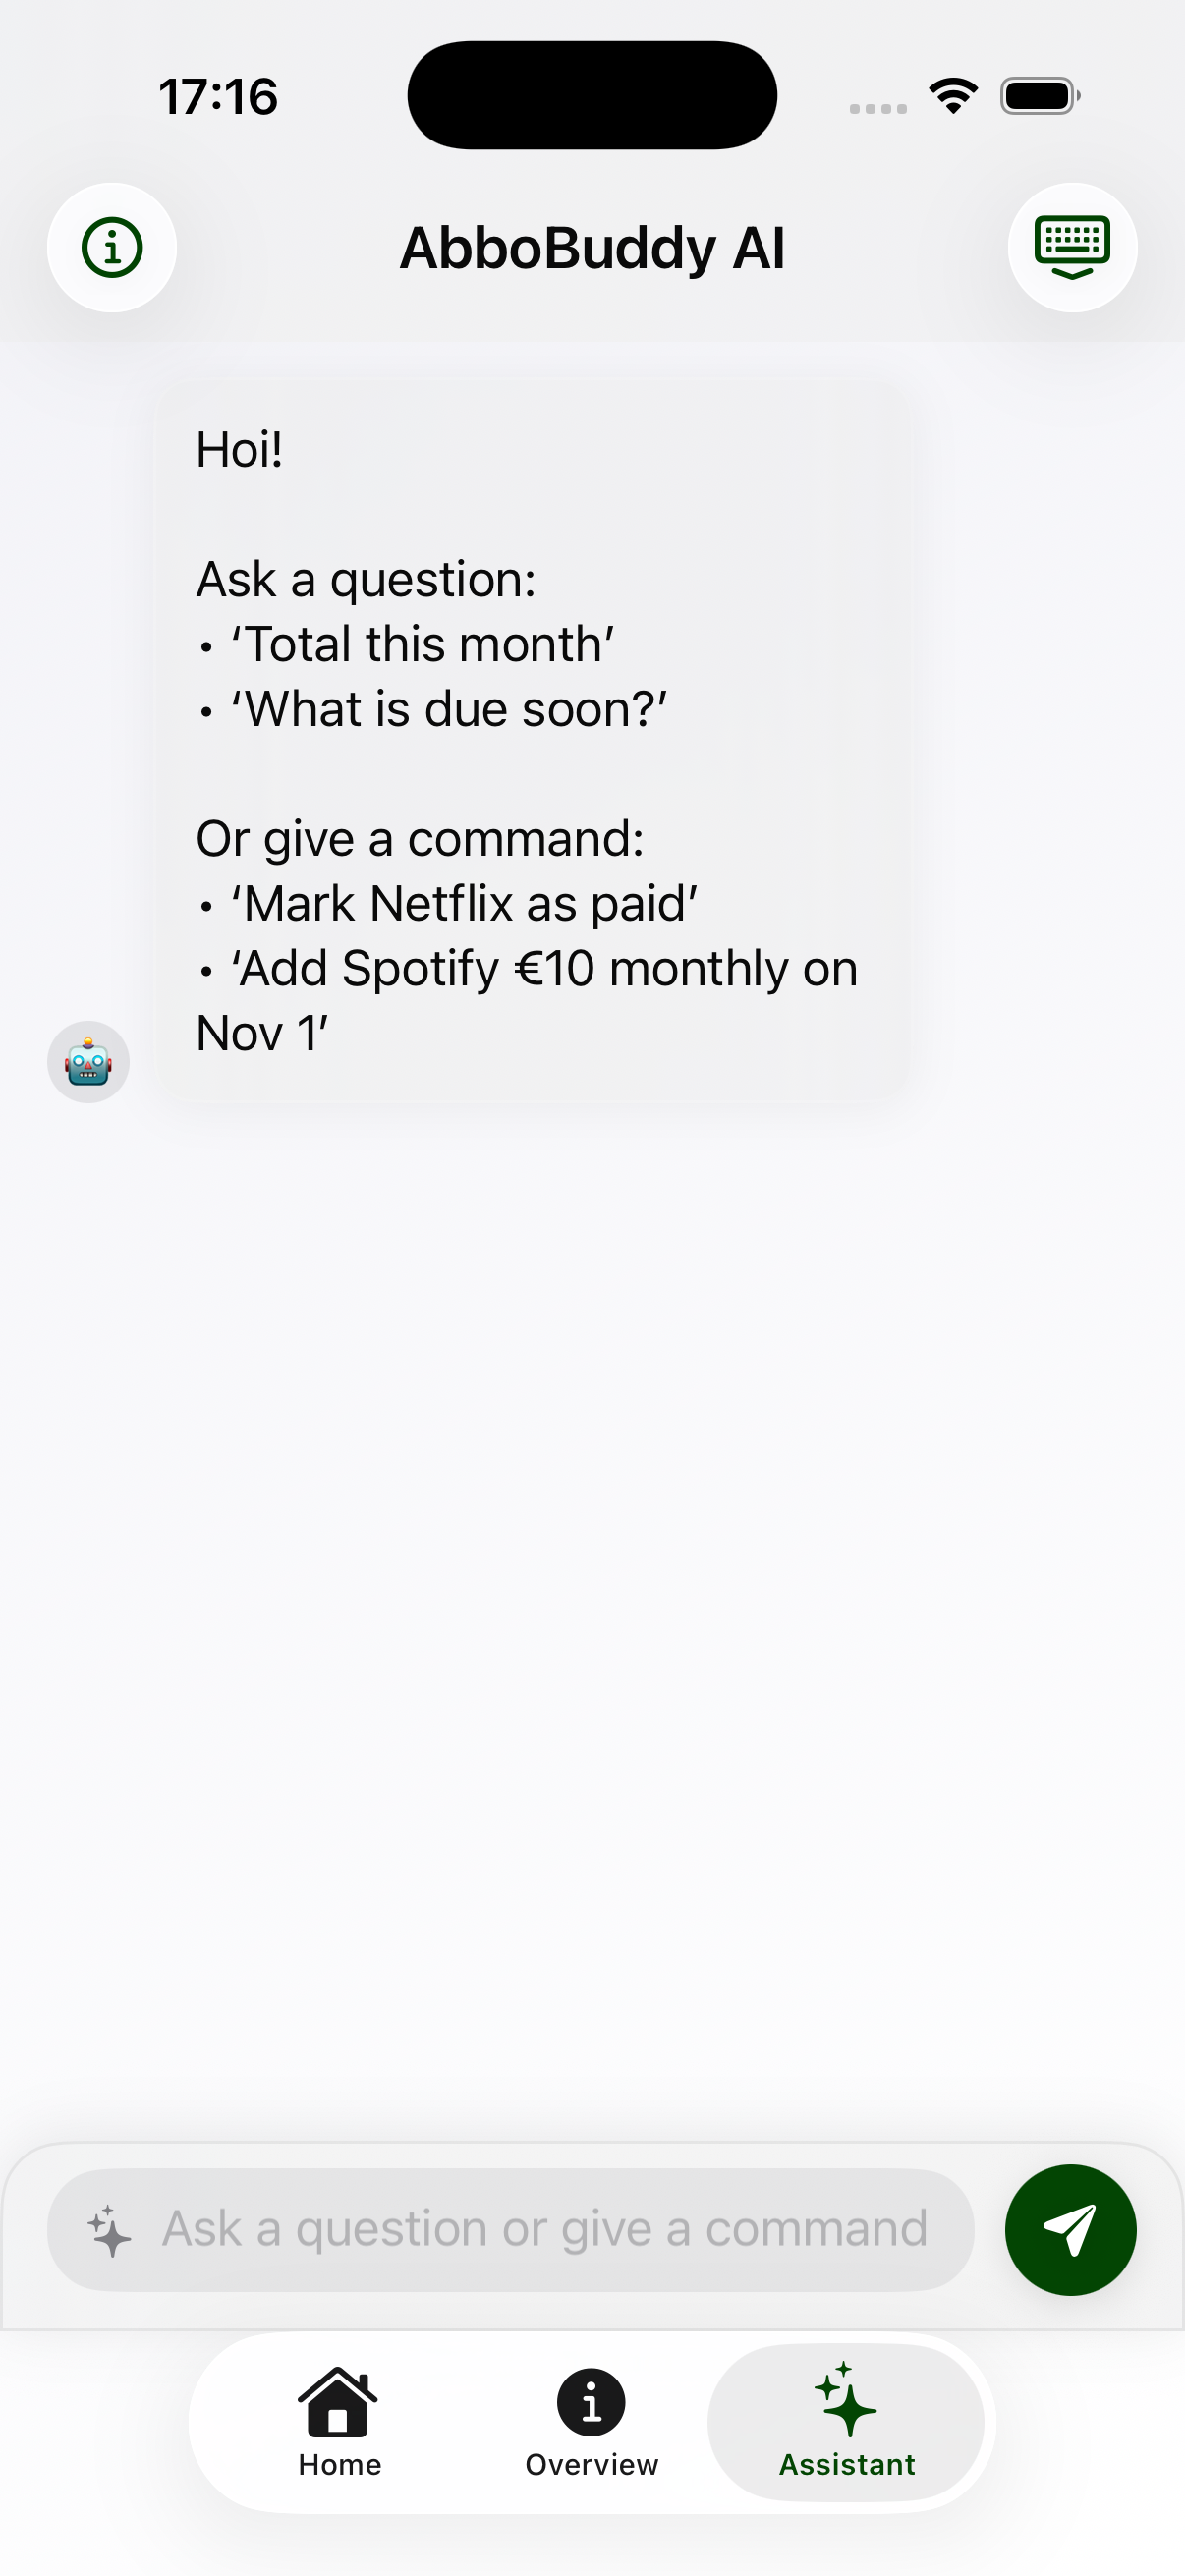 17:16
AbboBuddy AI
Hoi!
Ask a question:
• ‘Total this month’
• ‘What is due soon?’
Or give a command:
• ‘Mark Netflix as paid’
• ‘Add Spotify €10 monthly on
Nov 1’
Ask a question or give a command
Home
Overview
Assistant